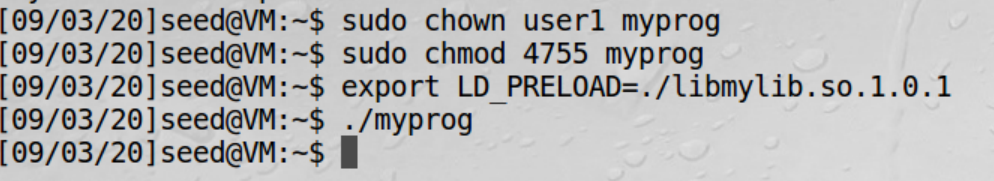 [09/03/20]seed@VM:~$ sudo chown user1 myprog
[09/03/20]seed@VM:~$ sudo chmod 4755 myprog
[09/03/20]seed@VM:~$ export LD_PRELOAD=./libmylib.so.1.0.1
[09/03/20]seed@VM:~$ ./myprog
[09/03/20]seed@VM:~$